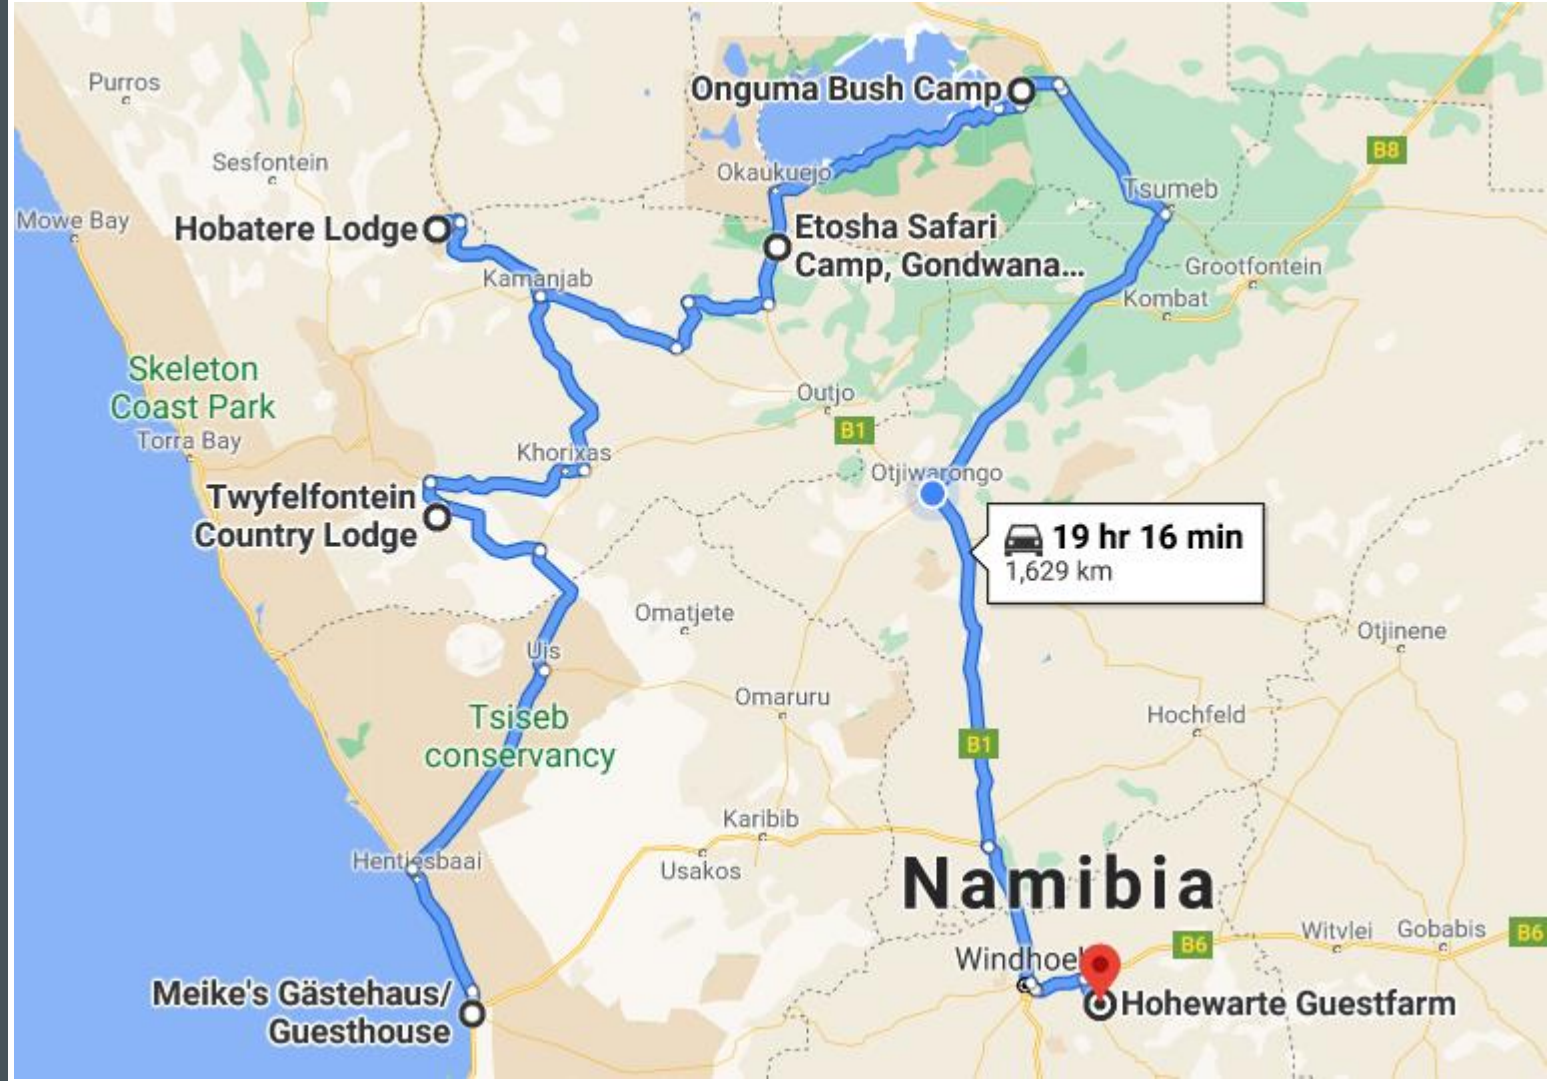 Purros
Onguma Bush Camp
B8
Sesfontein
Okaukuejo
Tsumeb
Mowe Bay
Hobatere Lodge
Etosha Safari
Camp, Gondwana...
Kamanjab
Grootfontein
Kombat
Skeleton
Coast Park
Outjo
B1
Torra Bay
Khorixas
Otjiwarongo
Twyfelfontein
Country Lodge
19 hr 16 min
1,629 km
Omatjete
Otjinene
Uis
Omaruru
Tsiseb
conservancy
Hochfeld
B1
Karibib
Hentiesbaai
Usakos
Namibia
Witvlei
Gobabis
B6
B6
Windhoek
Meike's Gästehaus/
Guesthouse
Hohewarte Guestfarm